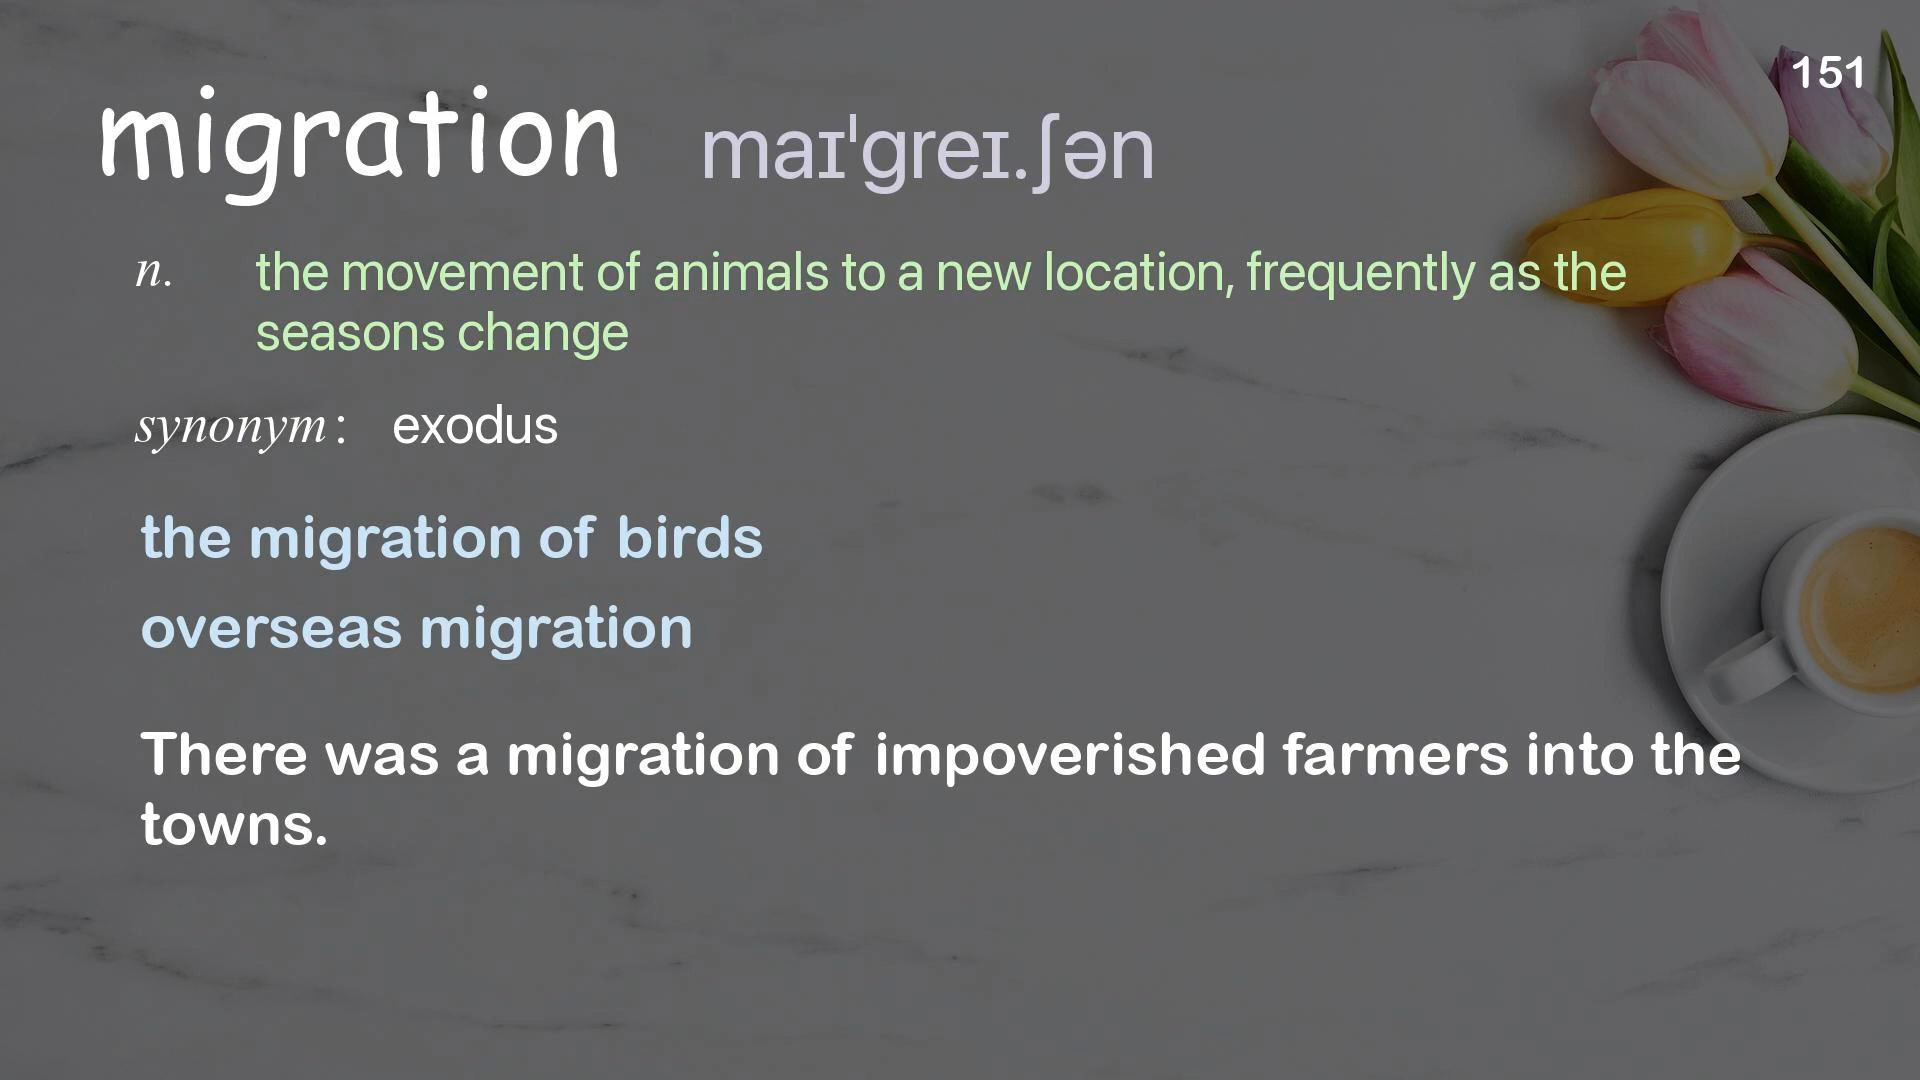 151
migration maɪˈɡreɪ.ʃən
n. the movement of animals to a new location, frequently as the
seasons change
synonym: exodus
the migration of birds
overseas migration
There was a migration of impoverished farmers into the
towns.